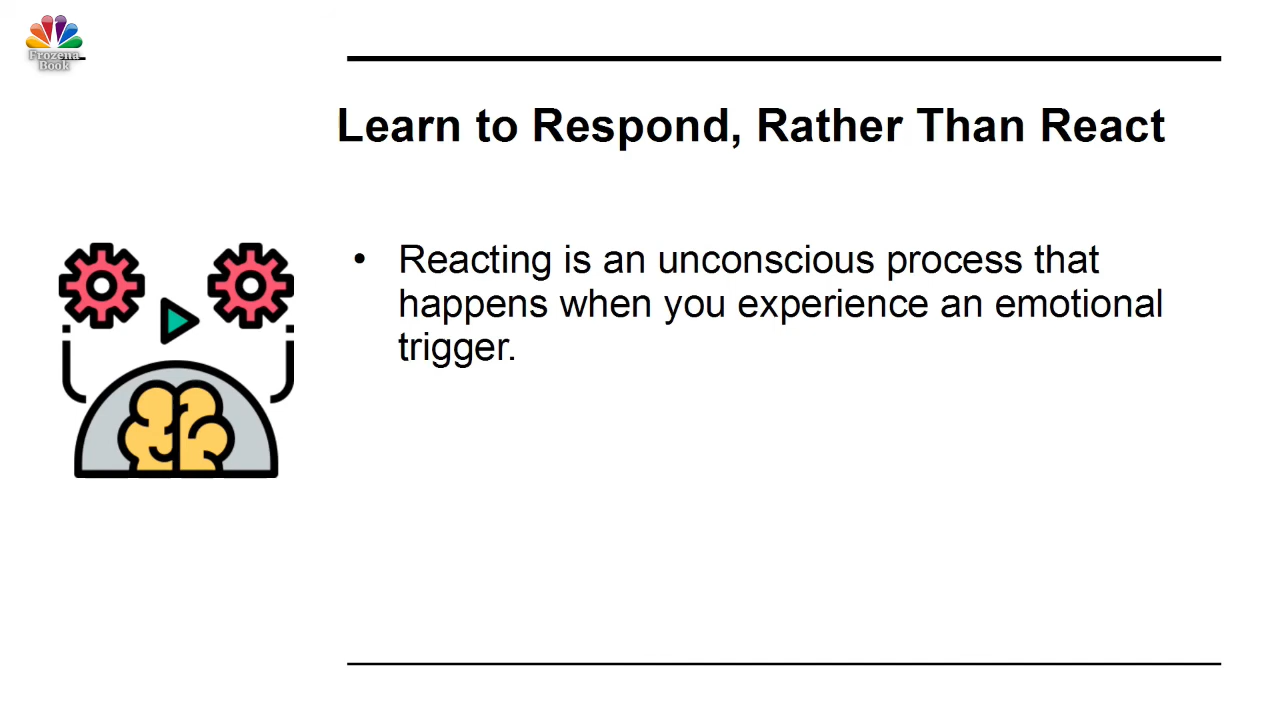 Frozena
Book
Learn to Respond, Rather Than React
• Reacting is an unconscious process that
happens when you experience an emotional
trigger.